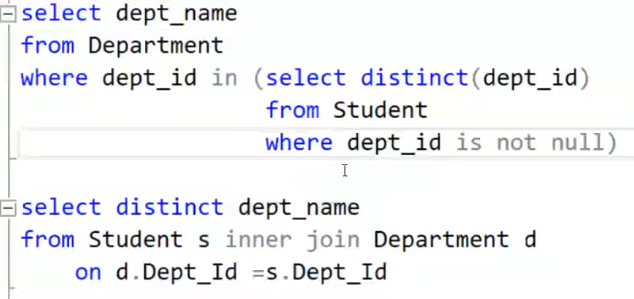 select dept_name
from Department
where dept_id in (select distinct(dept_id)
from Student
where dept_id is not null)
select distinct dept_name
from Student s inner join Department d
on d.Dept_Id =s.Dept_Id